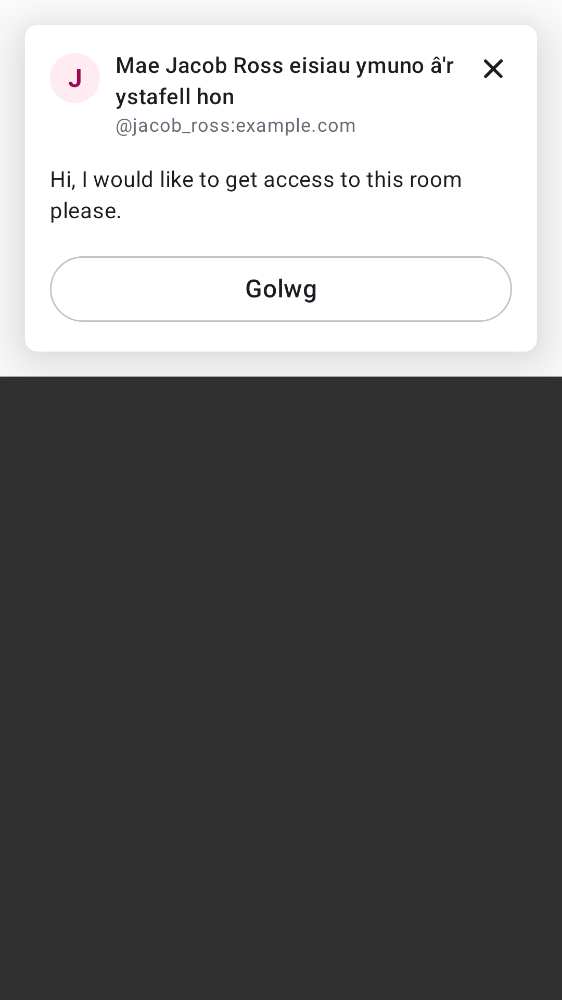 J
Mae Jacob Ross eisiau ymuno â'r
ystafell hon
@jacob_ross:example.com
Hi, I would like to get access to this room
please.
Golwg